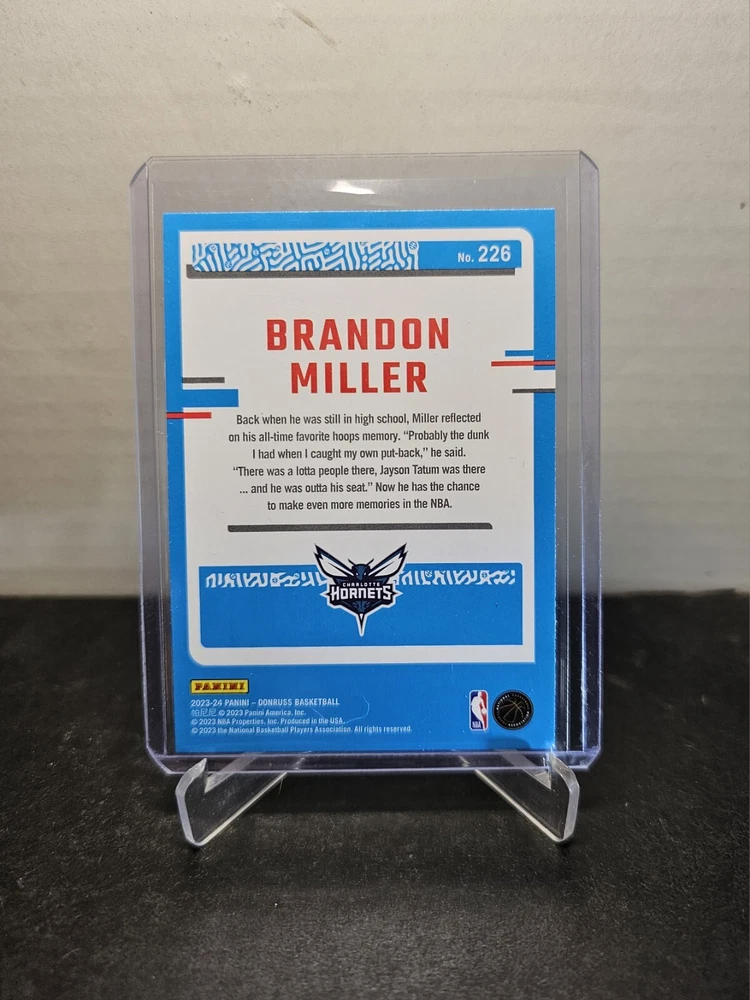 No. 226
BRANDON
MILLER
Back when he was still in high school, Miller reflected
on his all-time favorite hoops memory. “Probably the dunk
I had when I caught my own put-back,” he said.
“There was a lotta people there, Jayson Tatum was there
... and he was outta his seat.” Now he has the chance
to make even more memories in the NBA.
CHARLOTTE
HORNETS
PANINI
2023-24 PANINI – DONRUSS BASKETBALL
帕尼尼 © 2023 Panini America, Inc.
© 2023 NBA Properties, Inc. Produced in the USA.
© 2023 the National Basketball Players Association. All rights reserved.
NBA